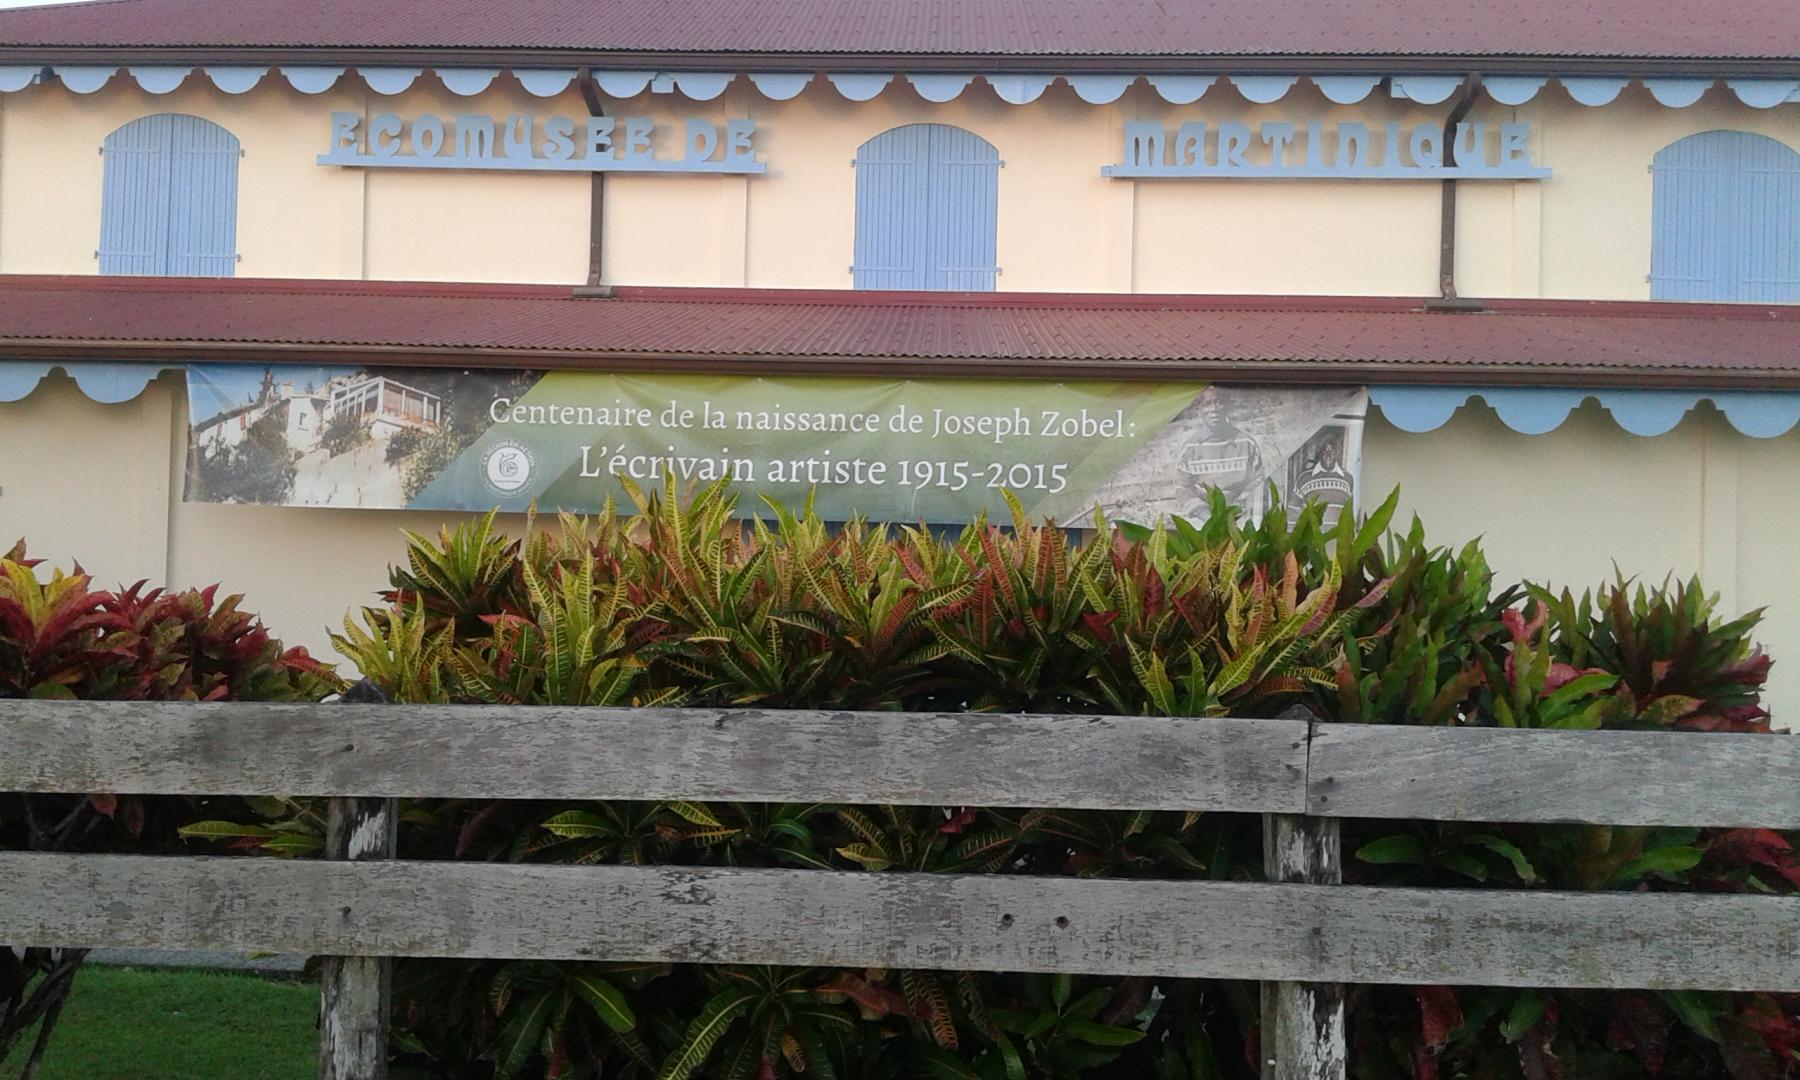 ECOMUSEE DE MARTINIQUE
Centenaire de la naissance de Joseph Zobel :
L'écrivain artiste 1915-2015